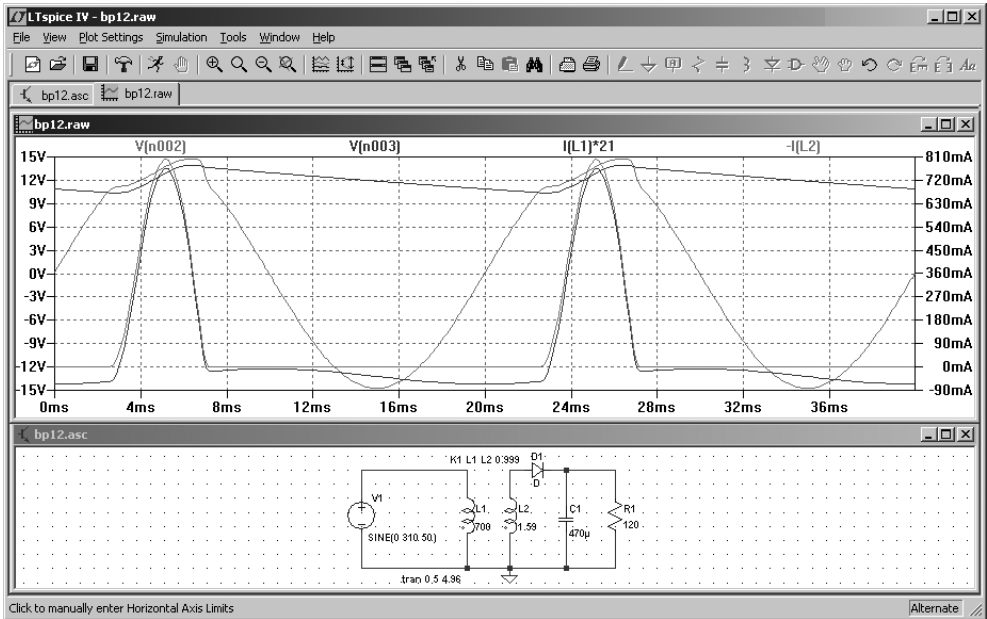 LTspice IV - bp12.raw
File View Plot Settings Simulation Tools Window Help
Aa
bp12.asc bp12.raw
bp12.raw
V(n002) V(n003) I(L1)*21 -I(L2)
15V 810mA
12V 720mA
9V 630mA
6V 540mA
3V 450mA
0V 360mA
-3V 270mA
-6V 180mA
-9V 90mA
-12V 0mA
-15V -90mA
0ms 4ms 8ms 12ms 16ms 20ms 24ms 28ms 32ms 36ms
bp12.asc
K1 L1 L2 0.999 D1
D
V1 L1 L2 C1 R1
700 1.59 470µ 120
SINE(0 310 50)
.tran 0 5 4.96
Click to manually enter Horizontal Axis Limits Alternate